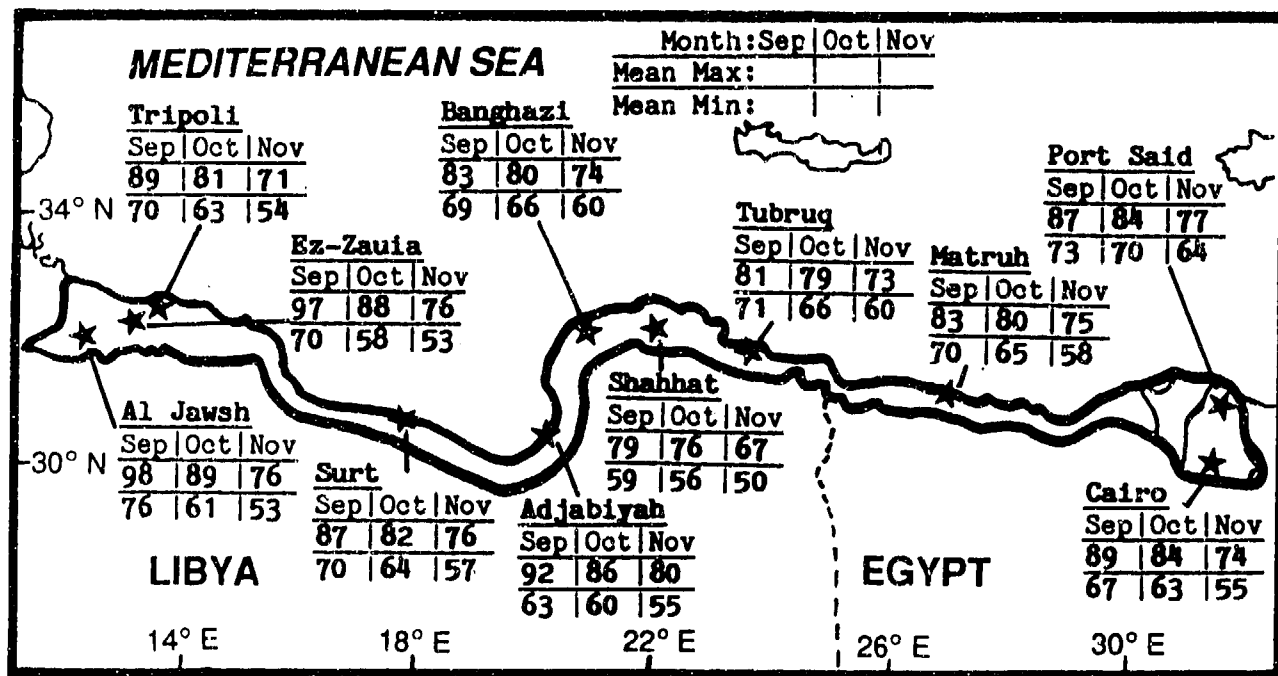 MEDITERRANEAN SEA
Month:Sep|Oct|Nov
Mean Max:
Mean Min:
Tripoli
Sep|Oct|Nov
89|81|71
70|63|54
Banghazi
Sep|Oct|Nov
83|80|74
69|66|60
Port Said
Sep|Oct|Nov
87|84|77
73|70|64
34° N
Ez-Zauia
Sep|Oct|Nov
97|88|76
70|58|53
Tubruq
Sep|Oct|Nov
81|79|73
71|66|60
Matruh
Sep|Oct|Nov
83|80|75
70|65|58
Al Jawsh
Sep|Oct|Nov
98|89|76
76|61|53
Shahhat
Sep|Oct|Nov
79|76|67
59|56|50
30° N
Surt
Sep|Oct|Nov
87|82|76
70|64|57
Adjabiyah
Sep|Oct|Nov
92|86|80
63|60|55
Cairo
Sep|Oct|Nov
89|84|74
67|63|55
LIBYA
EGYPT
14° E
18° E
22° E
26° E
30° E